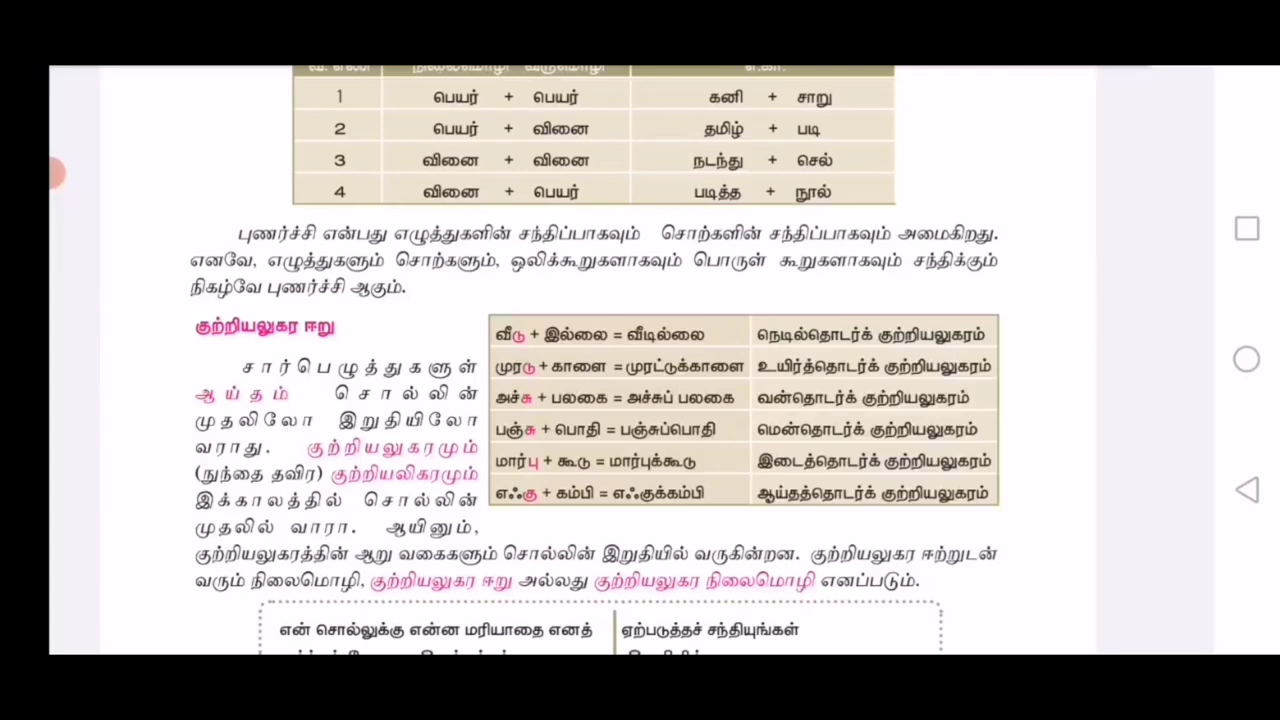 1 பெயர் + பெயர் கனி + சாறு
2 பெயர் + வினை தமிழ் + படி
3 வினை + வினை நடந்து + செல்
4 வினை + பெயர் படித்த + நூல்
புணர்ச்சி என்பது எழுத்துகளின் சந்திப்பாகவும் சொற்களின் சந்திப்பாகவும் அமைகிறது.
எனவே, எழுத்துகளும் சொற்களும், ஒலிக்கூறுகளாகவும் பொருள் கூறுகளாகவும் சந்திக்கும்
நிகழ்வே புணர்ச்சி ஆகும்.
குற்றியலுகர ஈறு
சார்பெழுத்துகளுள்
ஆய்தம் சொல்லின்
முதலிலோ இறுதியிலோ
வராது. குற்றியலுகரமும்
(நுந்தை தவிர) குற்றியலிகரமும்
இக்காலத்தில் சொல்லின்
முதலில் வாரா. ஆயினும்,
வீடு + இல்லை = வீடில்லை நெடில்தொடர்க் குற்றியலுகரம்
முரடு + காளை =முரட்டுக்காளை உயிர்த்தொடர்க் குற்றியலுகரம்
அச்சு + பலகை = அச்சுப் பலகை வன்தொடர்க் குற்றியலுகரம்
பஞ்சு + பொதி = பஞ்சுப்பொதி மென்தொடர்க் குற்றியலுகரம்
மார்பு + கூடு = மார்புக்கூடு இடைத்தொடர்க் குற்றியலுகரம்
எஃகு + கம்பி = எஃகுக்கம்பி ஆய்தத்தொடர்க் குற்றியலுகரம்
குற்றியலுகரத்தின் ஆறு வகைகளும் சொல்லின் இறுதியில் வருகின்றன. குற்றியலுகர ஈற்றுடன்
வரும் நிலைமொழி, குற்றியலுகர ஈறு அல்லது குற்றியலுகர நிலைமொழி எனப்படும்.
என் சொல்லுக்கு என்ன மரியாதை எனத்
ஏற்படுத்தச் சந்தியுங்கள்